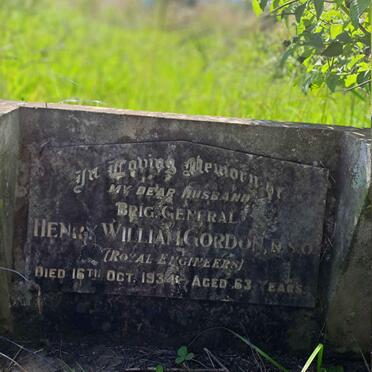 In Loving Memory of
MY DEAR HUSBAND
BRIG. GENERAL
HENRY WILLIAM GORDON, D.S.O.
(ROYAL ENGINEERS)
DIED 16TH OCT. 193 AGED 63 YEARS.